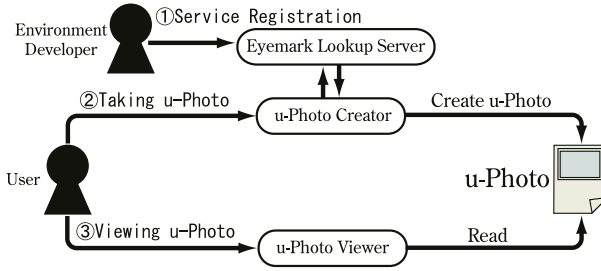 ①Service Registration
Environment
Developer
Eyemark Lookup Server
②Taking u-Photo
u-Photo Creator
Create u-Photo
User
u-Photo
③Viewing u-Photo
u-Photo Viewer
Read